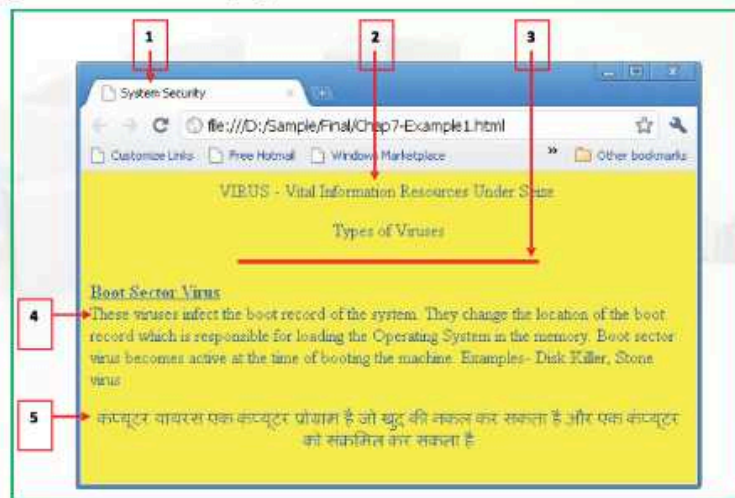 1
2
3
System Security
file:///D:/Sample/Final/Chap7-Example1.html
Customize Links Free Hotmail Windows Marketplace » Other bookmarks
VIRUS - Vital Information Resources Under Seize
Types of Viruses
Boot Sector Virus
4
These viruses infect the boot record of the system. They change the location of the boot
record which is responsible for loading the Operating System in the memory. Boot sector
virus becomes active at the time of booting the machine. Examples- Disk Killer, Stone
virus
5
कंप्यूटर वायरस एक कंप्यूटर प्रोग्राम है जो खुद की नकल कर सकता है और एक कंप्यूटर
को संक्रमित कर सकता है